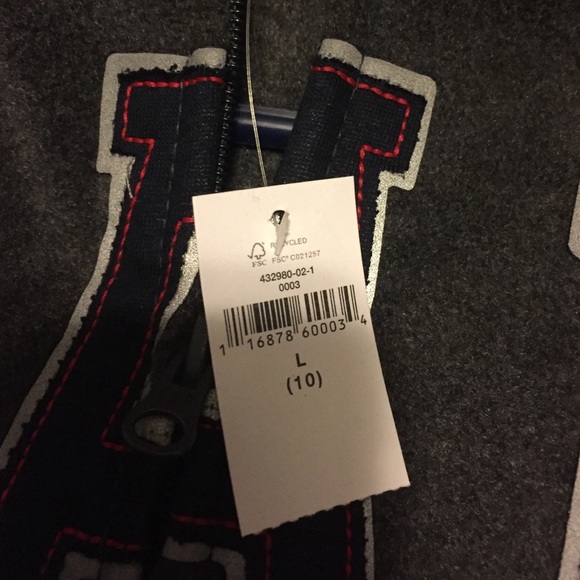 RECYCLED
FSC FSC® C021257
432980-02-1
0003
1 16878 60003 4
L
(10)